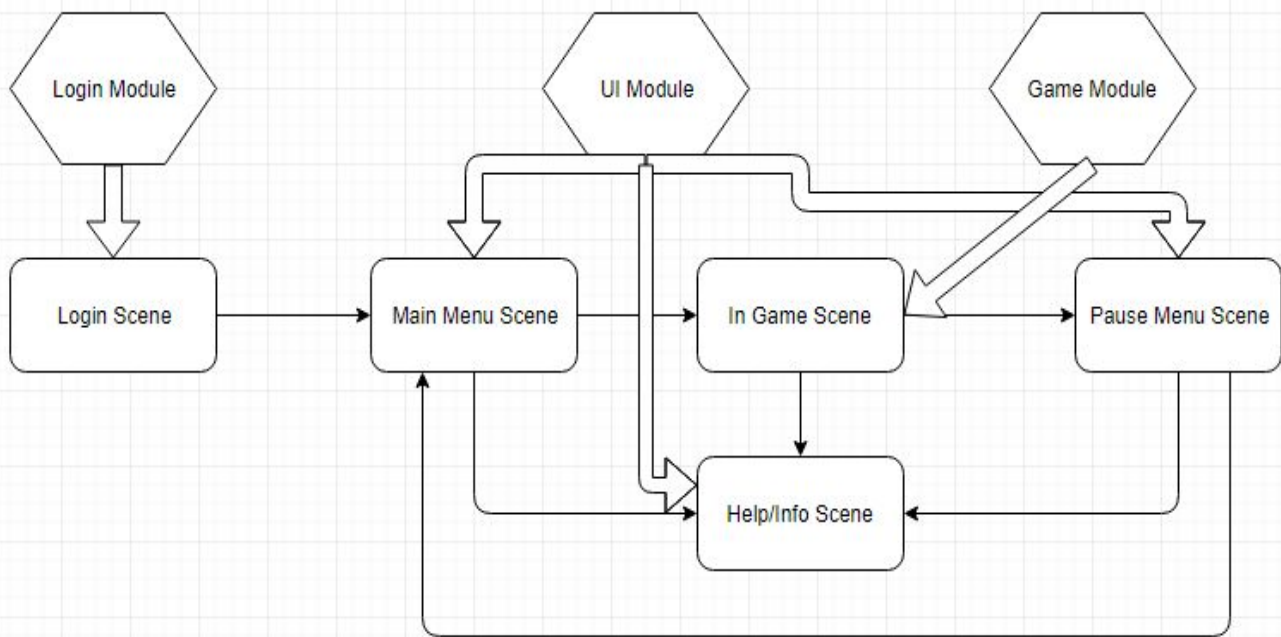 Login Module
UI Module
Game Module
Login Scene
Main Menu Scene
In Game Scene
Pause Menu Scene
Help/Info Scene